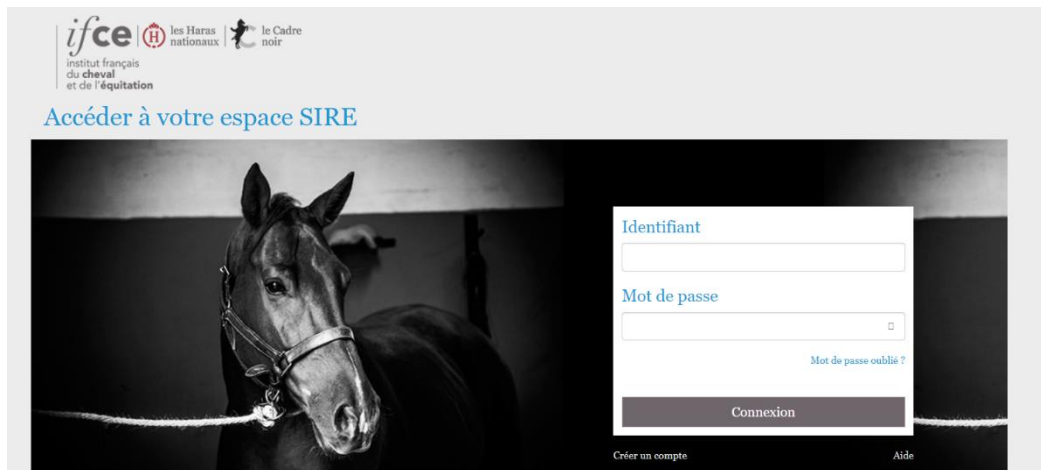 ifce
les Haras
nationaux
le Cadre
noir
institut français
du cheval
et de l'équitation
Accéder à votre espace SIRE
Identifiant
Mot de passe
Mot de passe oublié ?
Connexion
Créer un compte
Aide